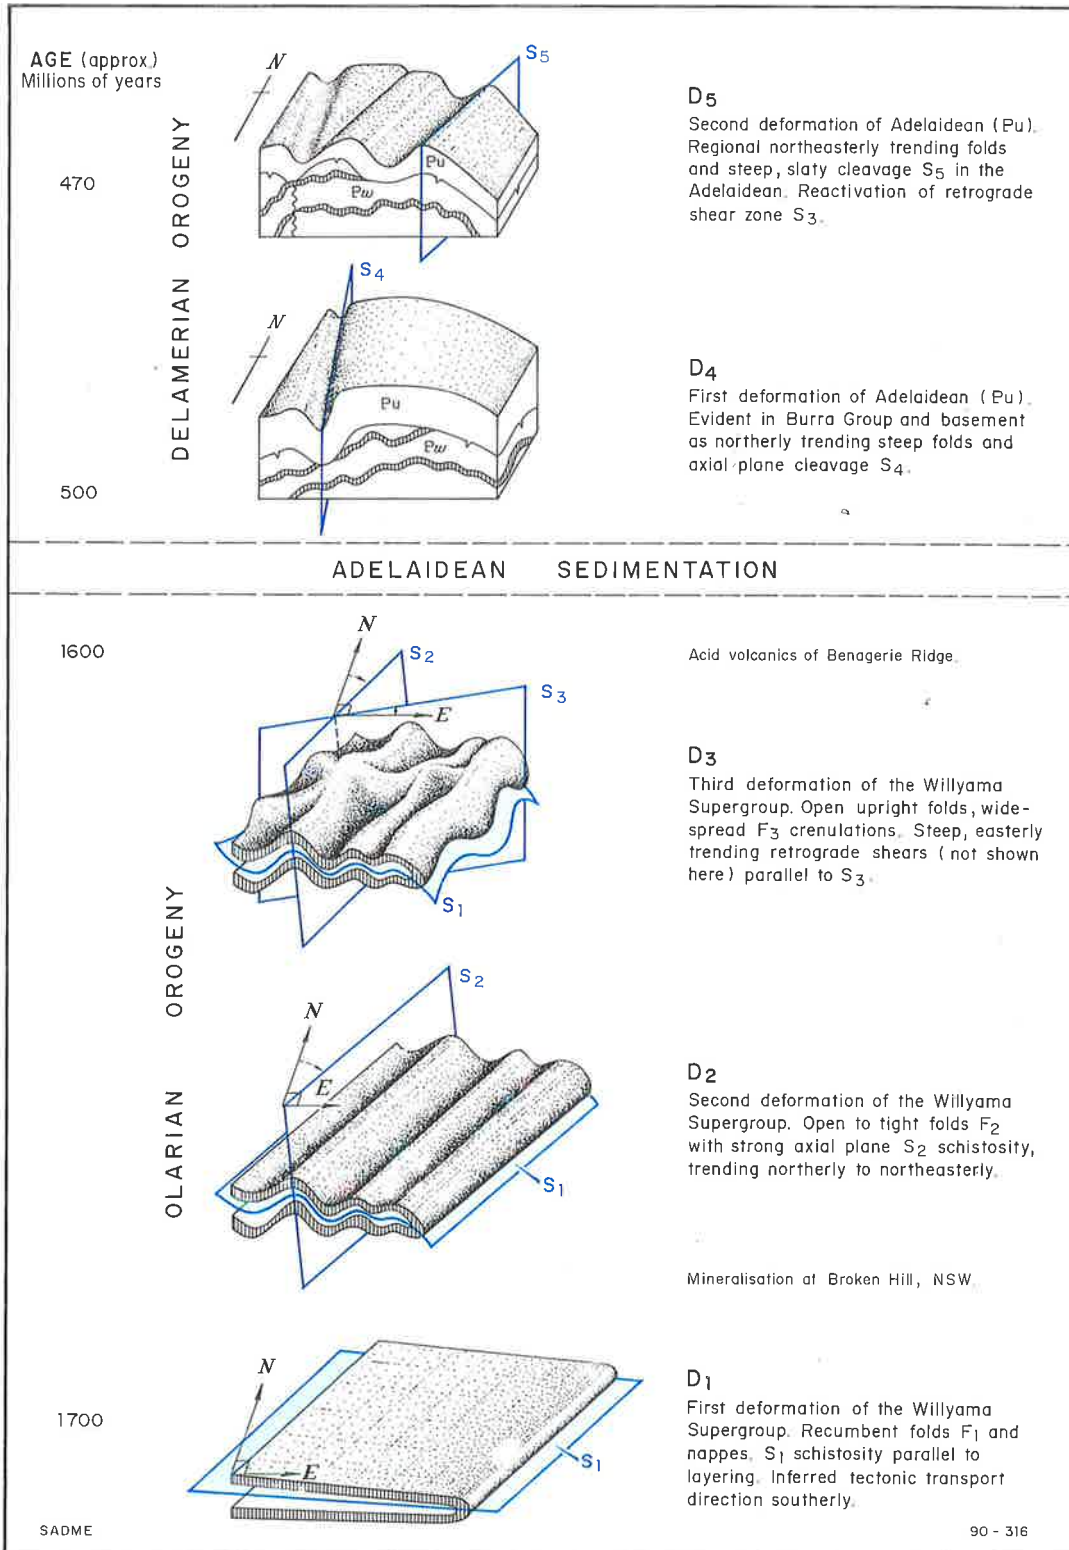 AGE (approx.)
Millions of years
DELAMERIAN OROGENY
470
N
S5
Pu
Pw
D5
Second deformation of Adelaidean (Pu).
Regional northeasterly trending folds
and steep, slaty cleavage S5 in the
Adelaidean. Reactivation of retrograde
shear zone S3.
S4
N
Pu
Pw
500
D4
First deformation of Adelaidean (Pu).
Evident in Burra Group and basement
as northerly trending steep folds and
axial plane cleavage S4.
ADELAIDEAN SEDIMENTATION
OLARIAN OROGENY
1600
Acid volcanics of Benagerie Ridge.
N
S2
S3
E
S1
D3
Third deformation of the Willyama
Supergroup. Open upright folds, wide-
spread F3 crenulations. Steep, easterly
trending retrograde shears (not shown
here) parallel to S3.
S2
N
E
S1
D2
Second deformation of the Willyama
Supergroup. Open to tight folds F2
with strong axial plane S2 schistosity,
trending northerly to northeasterly.
Mineralisation at Broken Hill, NSW.
1700
N
E
S1
D1
First deformation of the Willyama
Supergroup. Recumbent folds F1 and
nappes. S1 schistosity parallel to
layering. Inferred tectonic transport
direction southerly.
SADME
90-316